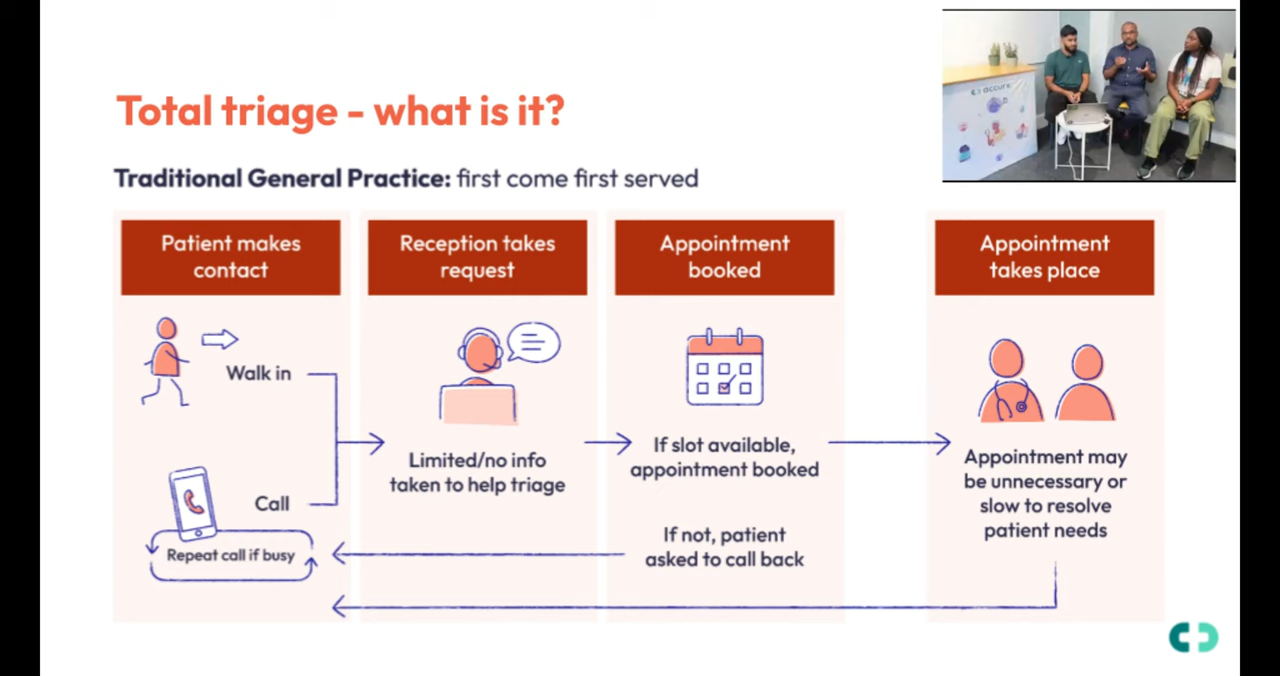 Total triage - what is it?
Traditional General Practice: first come first served
Patient makes
contact
Reception takes
request
Appointment
booked
Appointment
takes place
Walk in
Call
Repeat call if busy
Limited/no info
taken to help triage
If slot available,
appointment booked
If not, patient
asked to call back
Appointment may
be unnecessary or
slow to resolve
patient needs
accurx